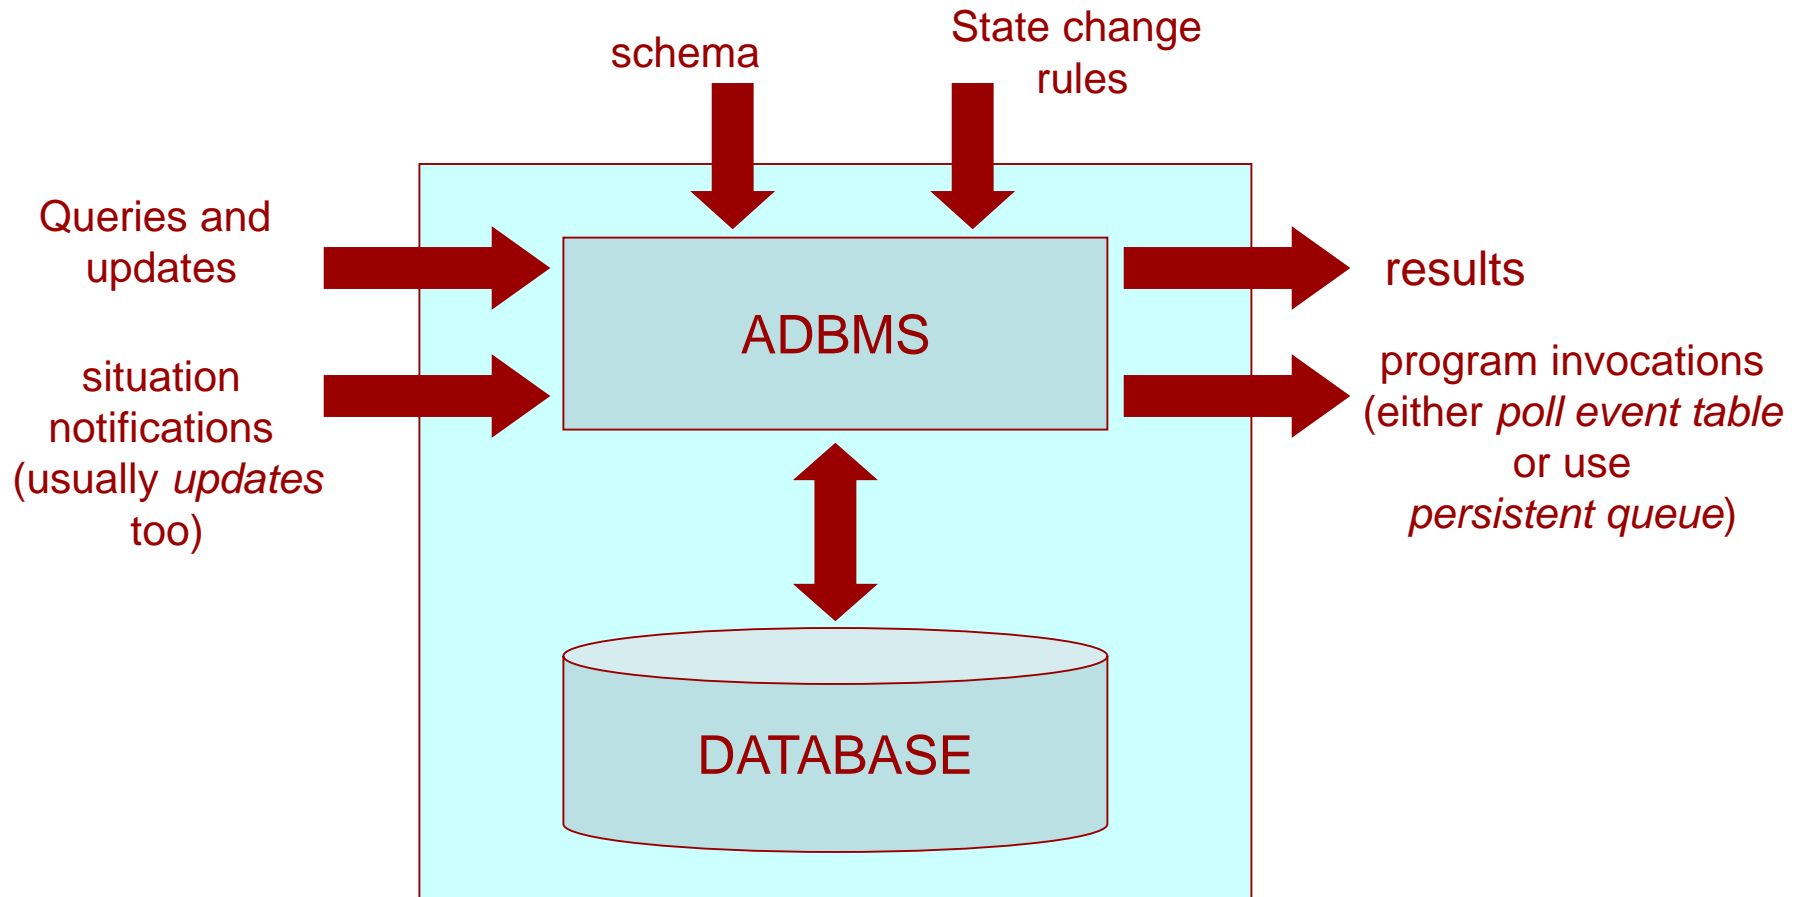 schema
State change
rules
Queries and
updates
situation
notifications
(usually updates
too)
ADBMS
results
program invocations
(either poll event table
or use
persistent queue)
DATABASE